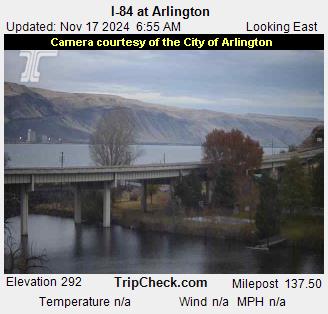 I-84 at Arlington
Updated: Nov 17 2024 6:55 AM Looking East
Camera courtesy of the City of Arlington
Elevation 292 TripCheck.com Milepost 137.50
Temperature n/a Wind n/a MPH n/a